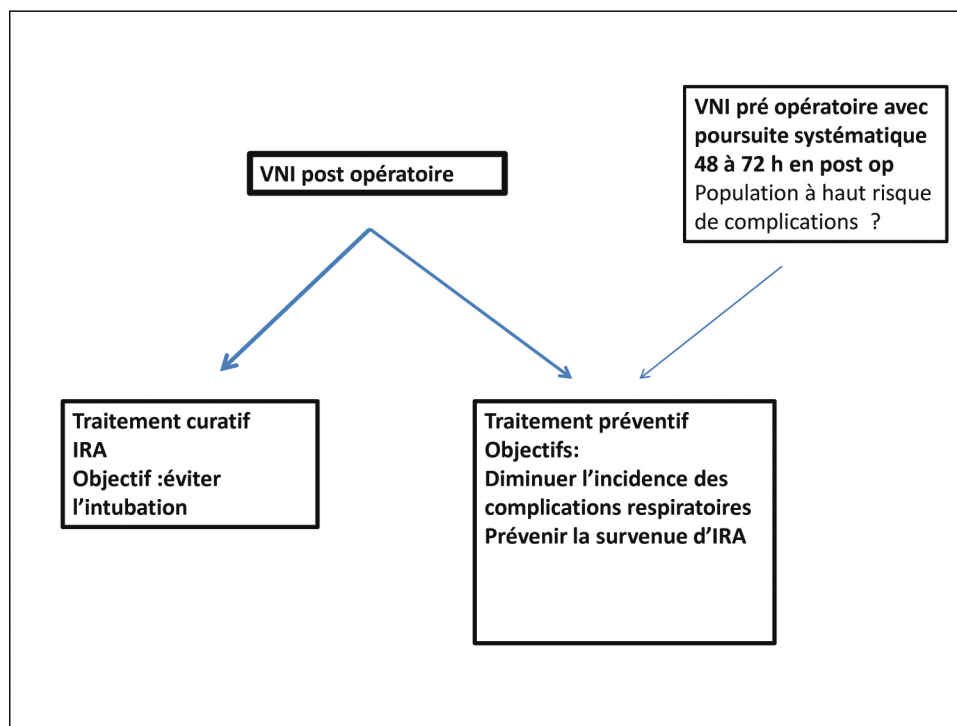 VNI post opératoire
VNI pré opératoire avec
poursuite systématique
48 à 72 h en post op
Population à haut risque
de complications  ?
Traitement curatif
IRA
Objectif :éviter
l’intubation
Traitement préventif
Objectifs:
Diminuer l’incidence des
complications respiratoires
Prévenir la survenue d’IRA